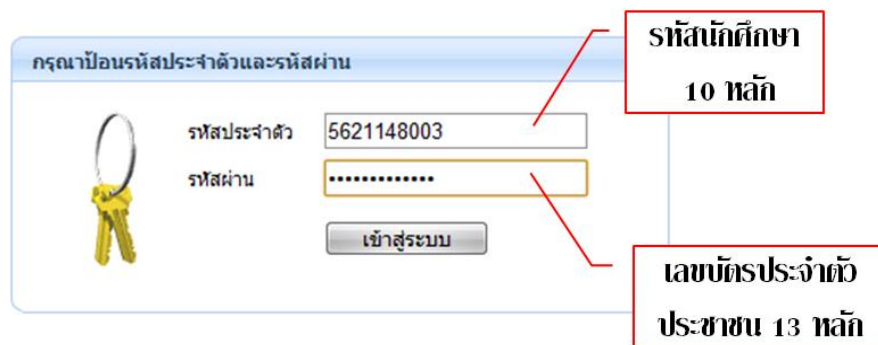 รหัสนักศึกษา
10 หลัก
กรุณาป้อนรหัสประจำตัวและรหัสผ่าน
รหัสประจำตัว 5621148003
รหัสผ่าน •••••••••••••
เข้าสู่ระบบ
เลขบัตรประจำตัว
ประชาชน 13 หลัก